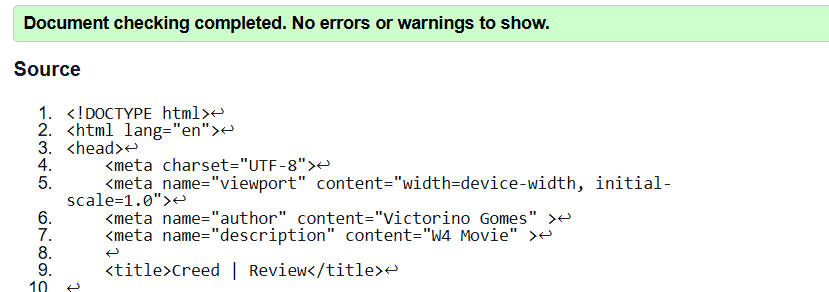 Document checking completed. No errors or warnings to show.
Source
1. <!DOCTYPE html>↩
2. <html lang="en">↩
3. <head>↩
4.     <meta charset="UTF-8">↩
5.     <meta name="viewport" content="width=device-width, initial-
scale=1.0">↩
6.     <meta name="author" content="Victorino Gomes" >↩
7.     <meta name="description" content="W4 Movie" >↩
8.     ↩
9.     <title>Creed | Review</title>↩
10. ↩